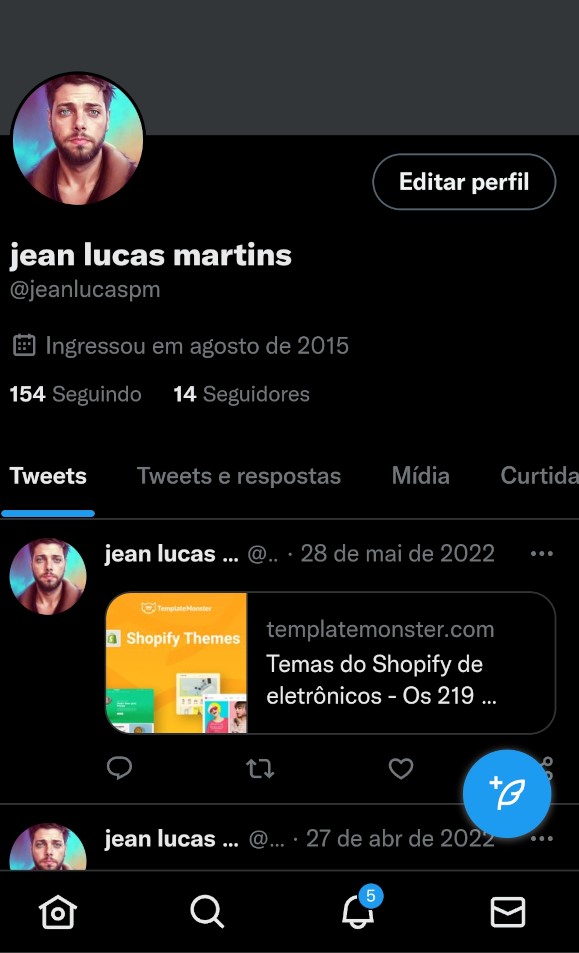 Editar perfil
jean lucas martins
@jeanlucaspm
Ingressou em agosto de 2015
154 Seguindo 14 Seguidores
Tweets Tweets e respostas Mídia Curtida
jean lucas ... @.. · 28 de mai de 2022
TemplateMonster
Shopify Themes
templatemonster.com
Temas do Shopify de
eletrônicos - Os 219 ...
jean lucas ... @... · 27 de abr de 2022
5